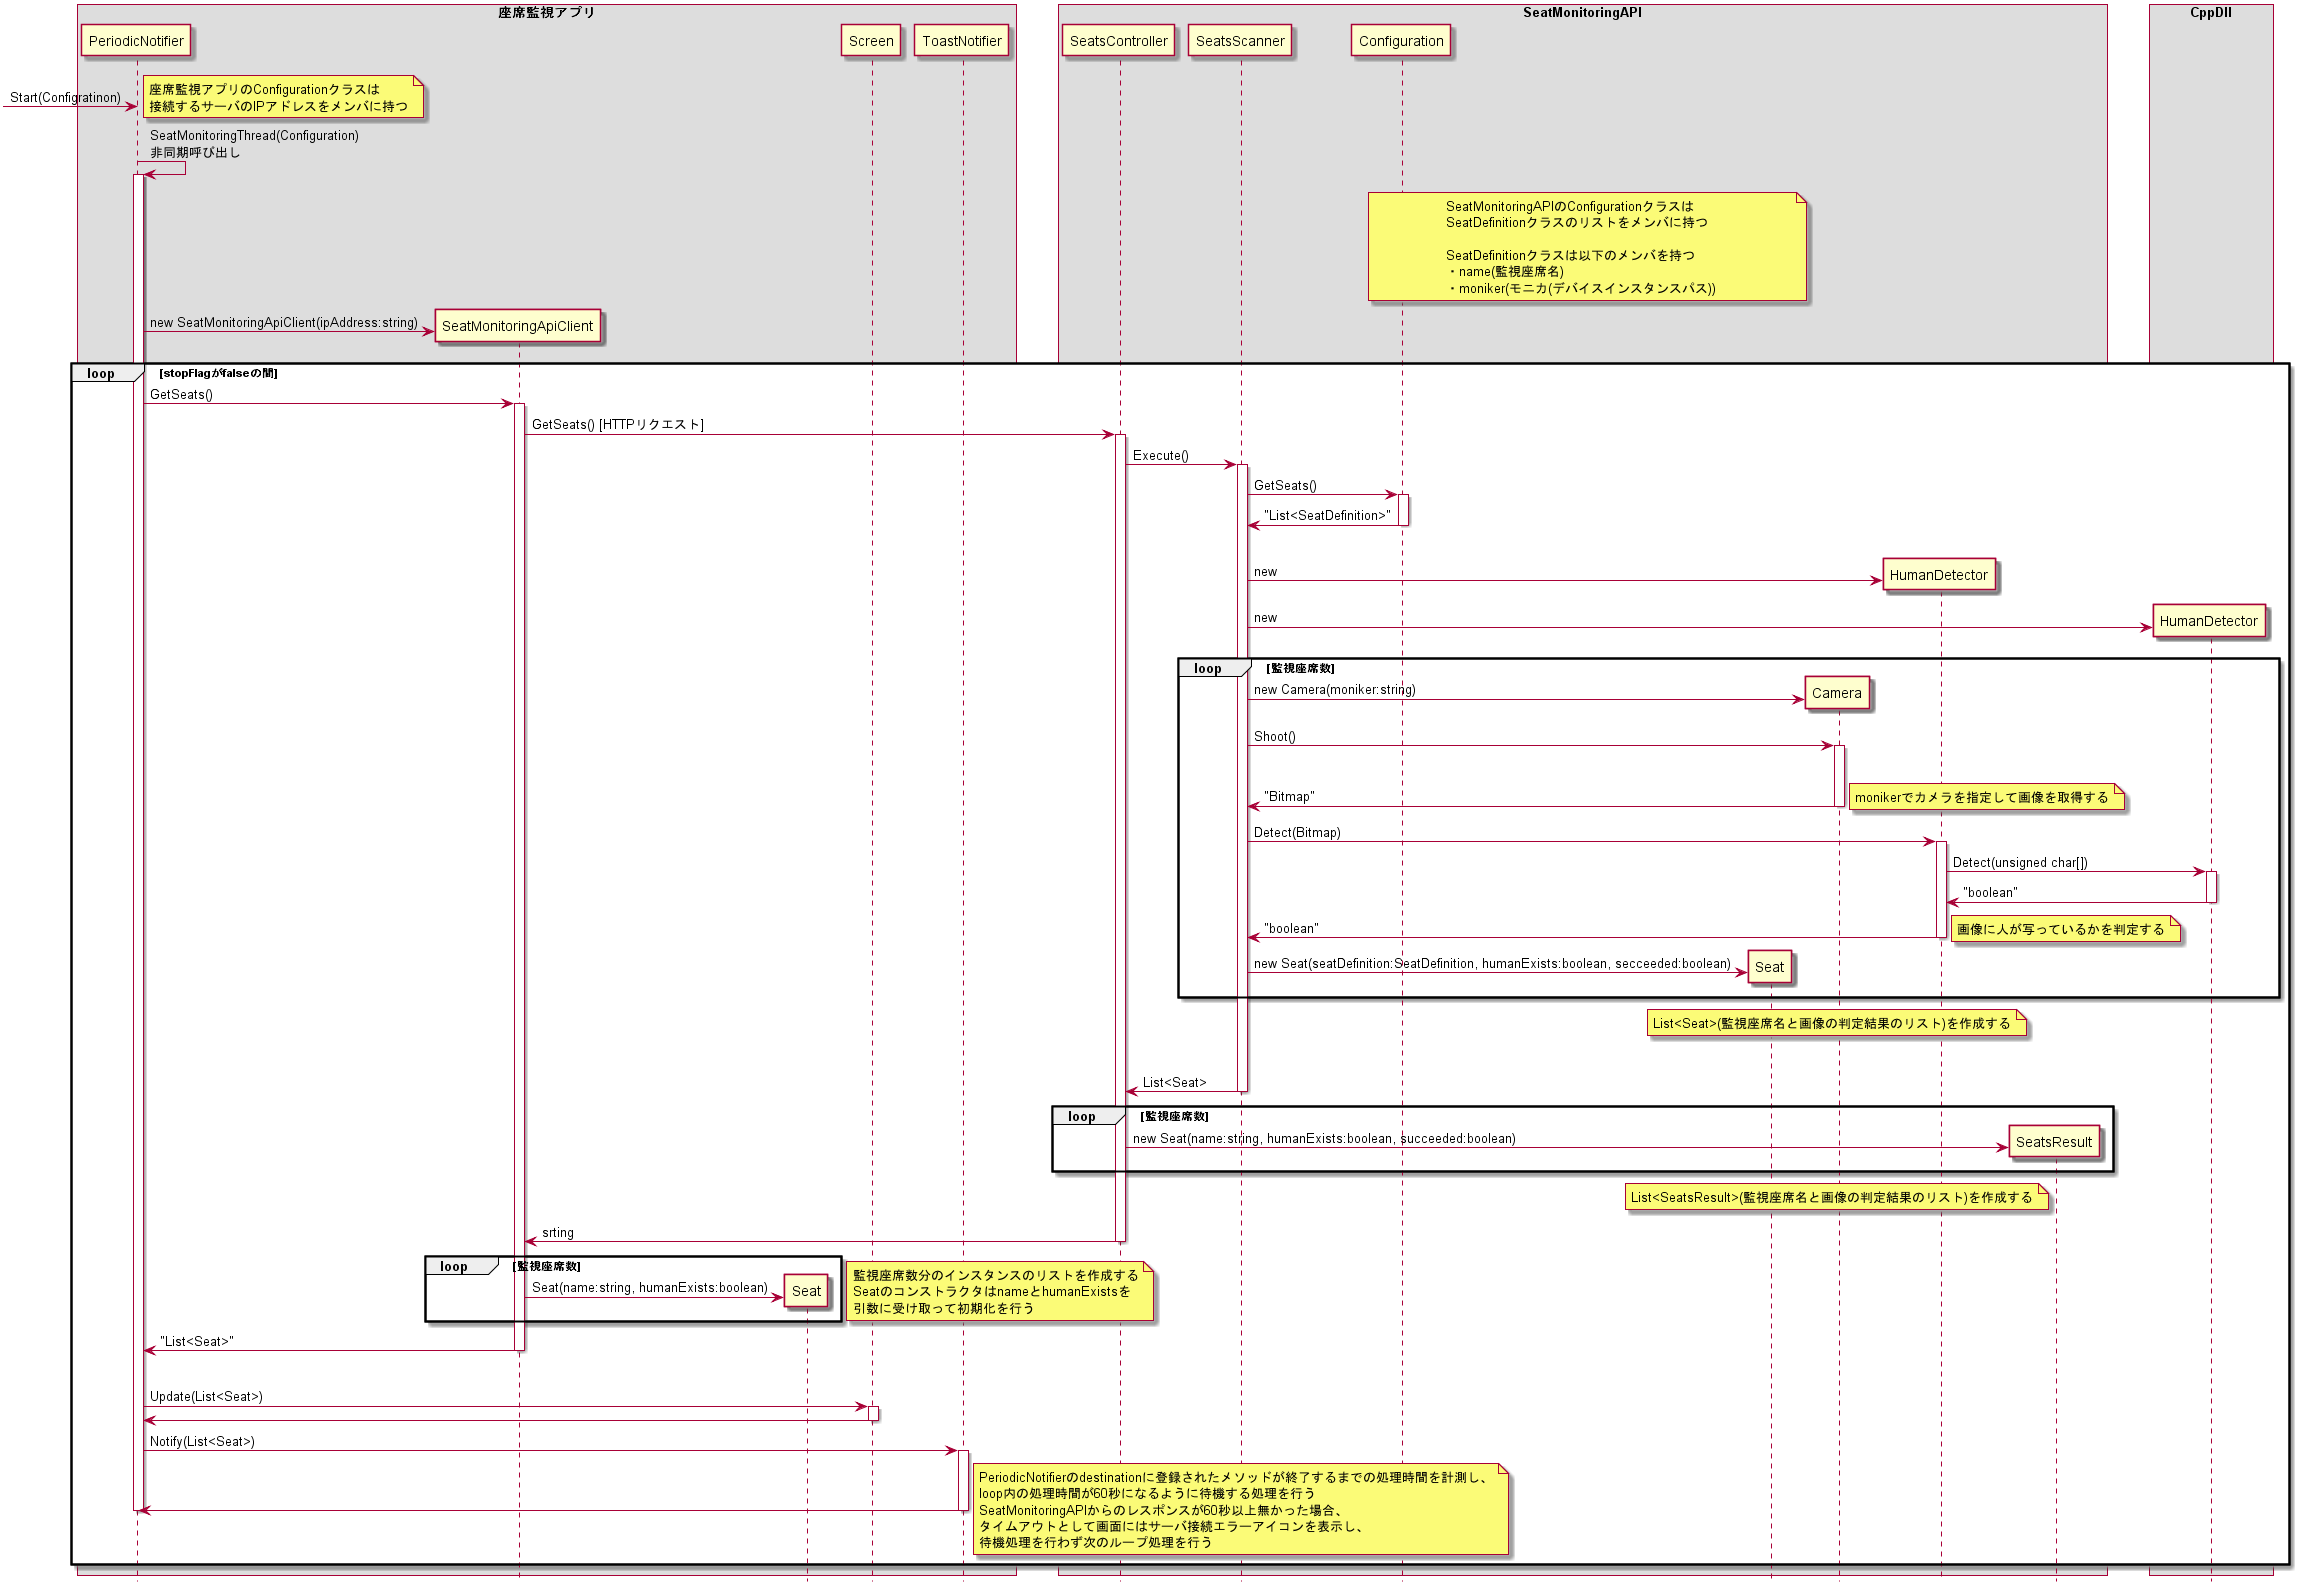 座席監視アプリ
SeatMonitoringAPI
CppDll
PeriodicNotifier
Screen
ToastNotifier
SeatsController
SeatsScanner
Configuration
Start(Configratinon)
座席監視アプリのConfigurationクラスは
接続するサーバのIPアドレスをメンバに持つ
SeatMonitoringThread(Configuration)
非同期呼び出し
SeatMonitoringAPIのConfigurationクラスは
SeatDefinitionクラスのリストをメンバに持つ
SeatDefinitionクラスは以下のメンバを持つ
・name(監視座席名)
・moniker(モニカ(デバイスインスタンスパス))
new SeatMonitoringApiClient(ipAddress:string)
SeatMonitoringApiClient
loop
[stopFlagがfalseの間]
GetSeats()
GetSeats() [HTTPリクエスト]
Execute()
GetSeats()
"List<SeatDefinition>"
new
HumanDetector
new
HumanDetector
loop
[監視座席数]
new Camera(moniker:string)
Camera
Shoot()
"Bitmap"
monikerでカメラを指定して画像を取得する
Detect(Bitmap)
Detect(unsigned char[])
"boolean"
"boolean"
画像に人が写っているかを判定する
new Seat(seatDefinition:SeatDefinition, humanExists:boolean, secceeded:boolean)
Seat
List<Seat>(監視座席名と画像の判定結果のリスト)を作成する
List<Seat>
loop
[監視座席数]
new Seat(name:string, humanExists:boolean, succeeded:boolean)
SeatsResult
List<SeatsResult>(監視座席名と画像の判定結果のリスト)を作成する
srting
loop
[監視座席数]
Seat(name:string, humanExists:boolean)
Seat
監視座席数分のインスタンスのリストを作成する
SeatのコンストラクタはnameとhumanExistsを
引数に受け取って初期化を行う
"List<Seat>"
Update(List<Seat>)
Notify(List<Seat>)
PeriodicNotifierのdestinationに登録されたメソッドが終了するまでの処理時間を計測し、
loop内の処理時間が60秒になるように待機する処理を行う
SeatMonitoringAPIからのレスポンスが60秒以上無かった場合、
タイムアウトとして画面にはサーバ接続エラーアイコンを表示し、
待機処理を行わず次のループ処理を行う